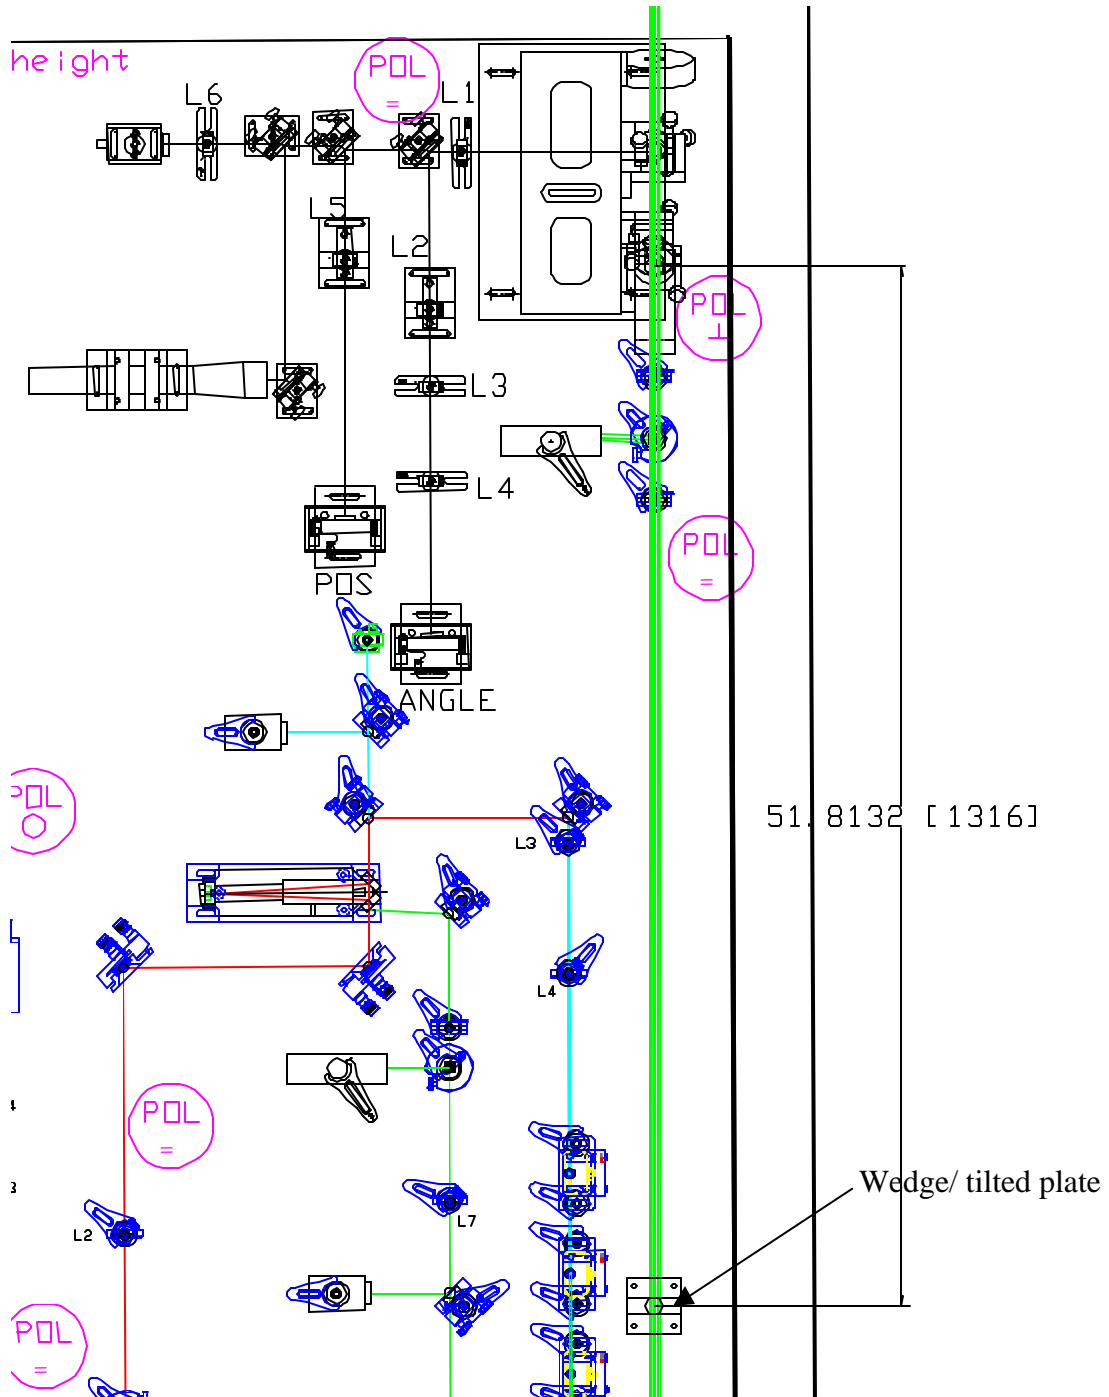 height
POL
=
L6
L1
L5
L2
POL
⊥
L3
L4
POL
=
POS
ANGLE
POL
51.8132 [1316]
L3
L4
POL
=
Wedge/ tilted plate
L7
L2
POL
=